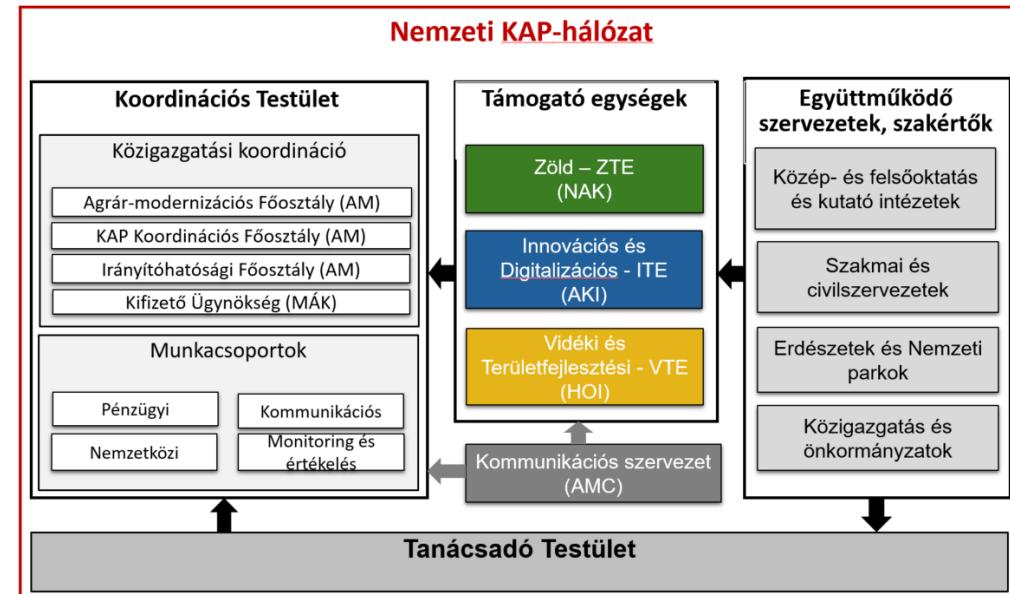 Nemzeti KAP-hálózat
Koordinációs Testület
Közigazgatási koordináció
Agrár-modernizációs Főosztály (AM)
KAP Koordinációs Főosztály (AM)
Irányítóhatósági Főosztály (AM)
Kifizető Ügynökség (MÁK)
Munkacsoportok
Pénzügyi
Kommunikációs
Nemzetközi
Monitoring és
értékelés
Támogató egységek
Zöld – ZTE
(NAK)
Innovációs és
Digitalizációs - ITE
(AKI)
Vidéki és
Területfejlesztési - VTE
(HOI)
Kommunikációs szervezet
(AMC)
Együttműködő
szervezetek, szakértők
Közép- és felsőoktatás
és kutató intézetek
Szakmai és
civilszervezetek
Erdészetek és Nemzeti
parkok
Közigazgatás és
önkormányzatok
Tanácsadó Testület